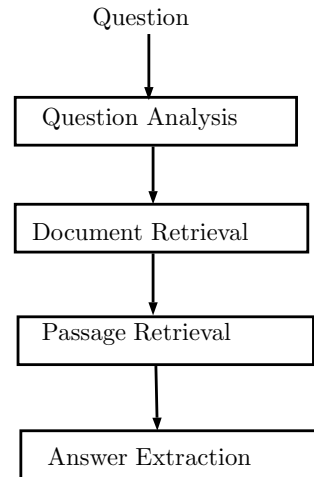 Question
Question Analysis
Document Retrieval
Passage Retrieval
Answer Extraction